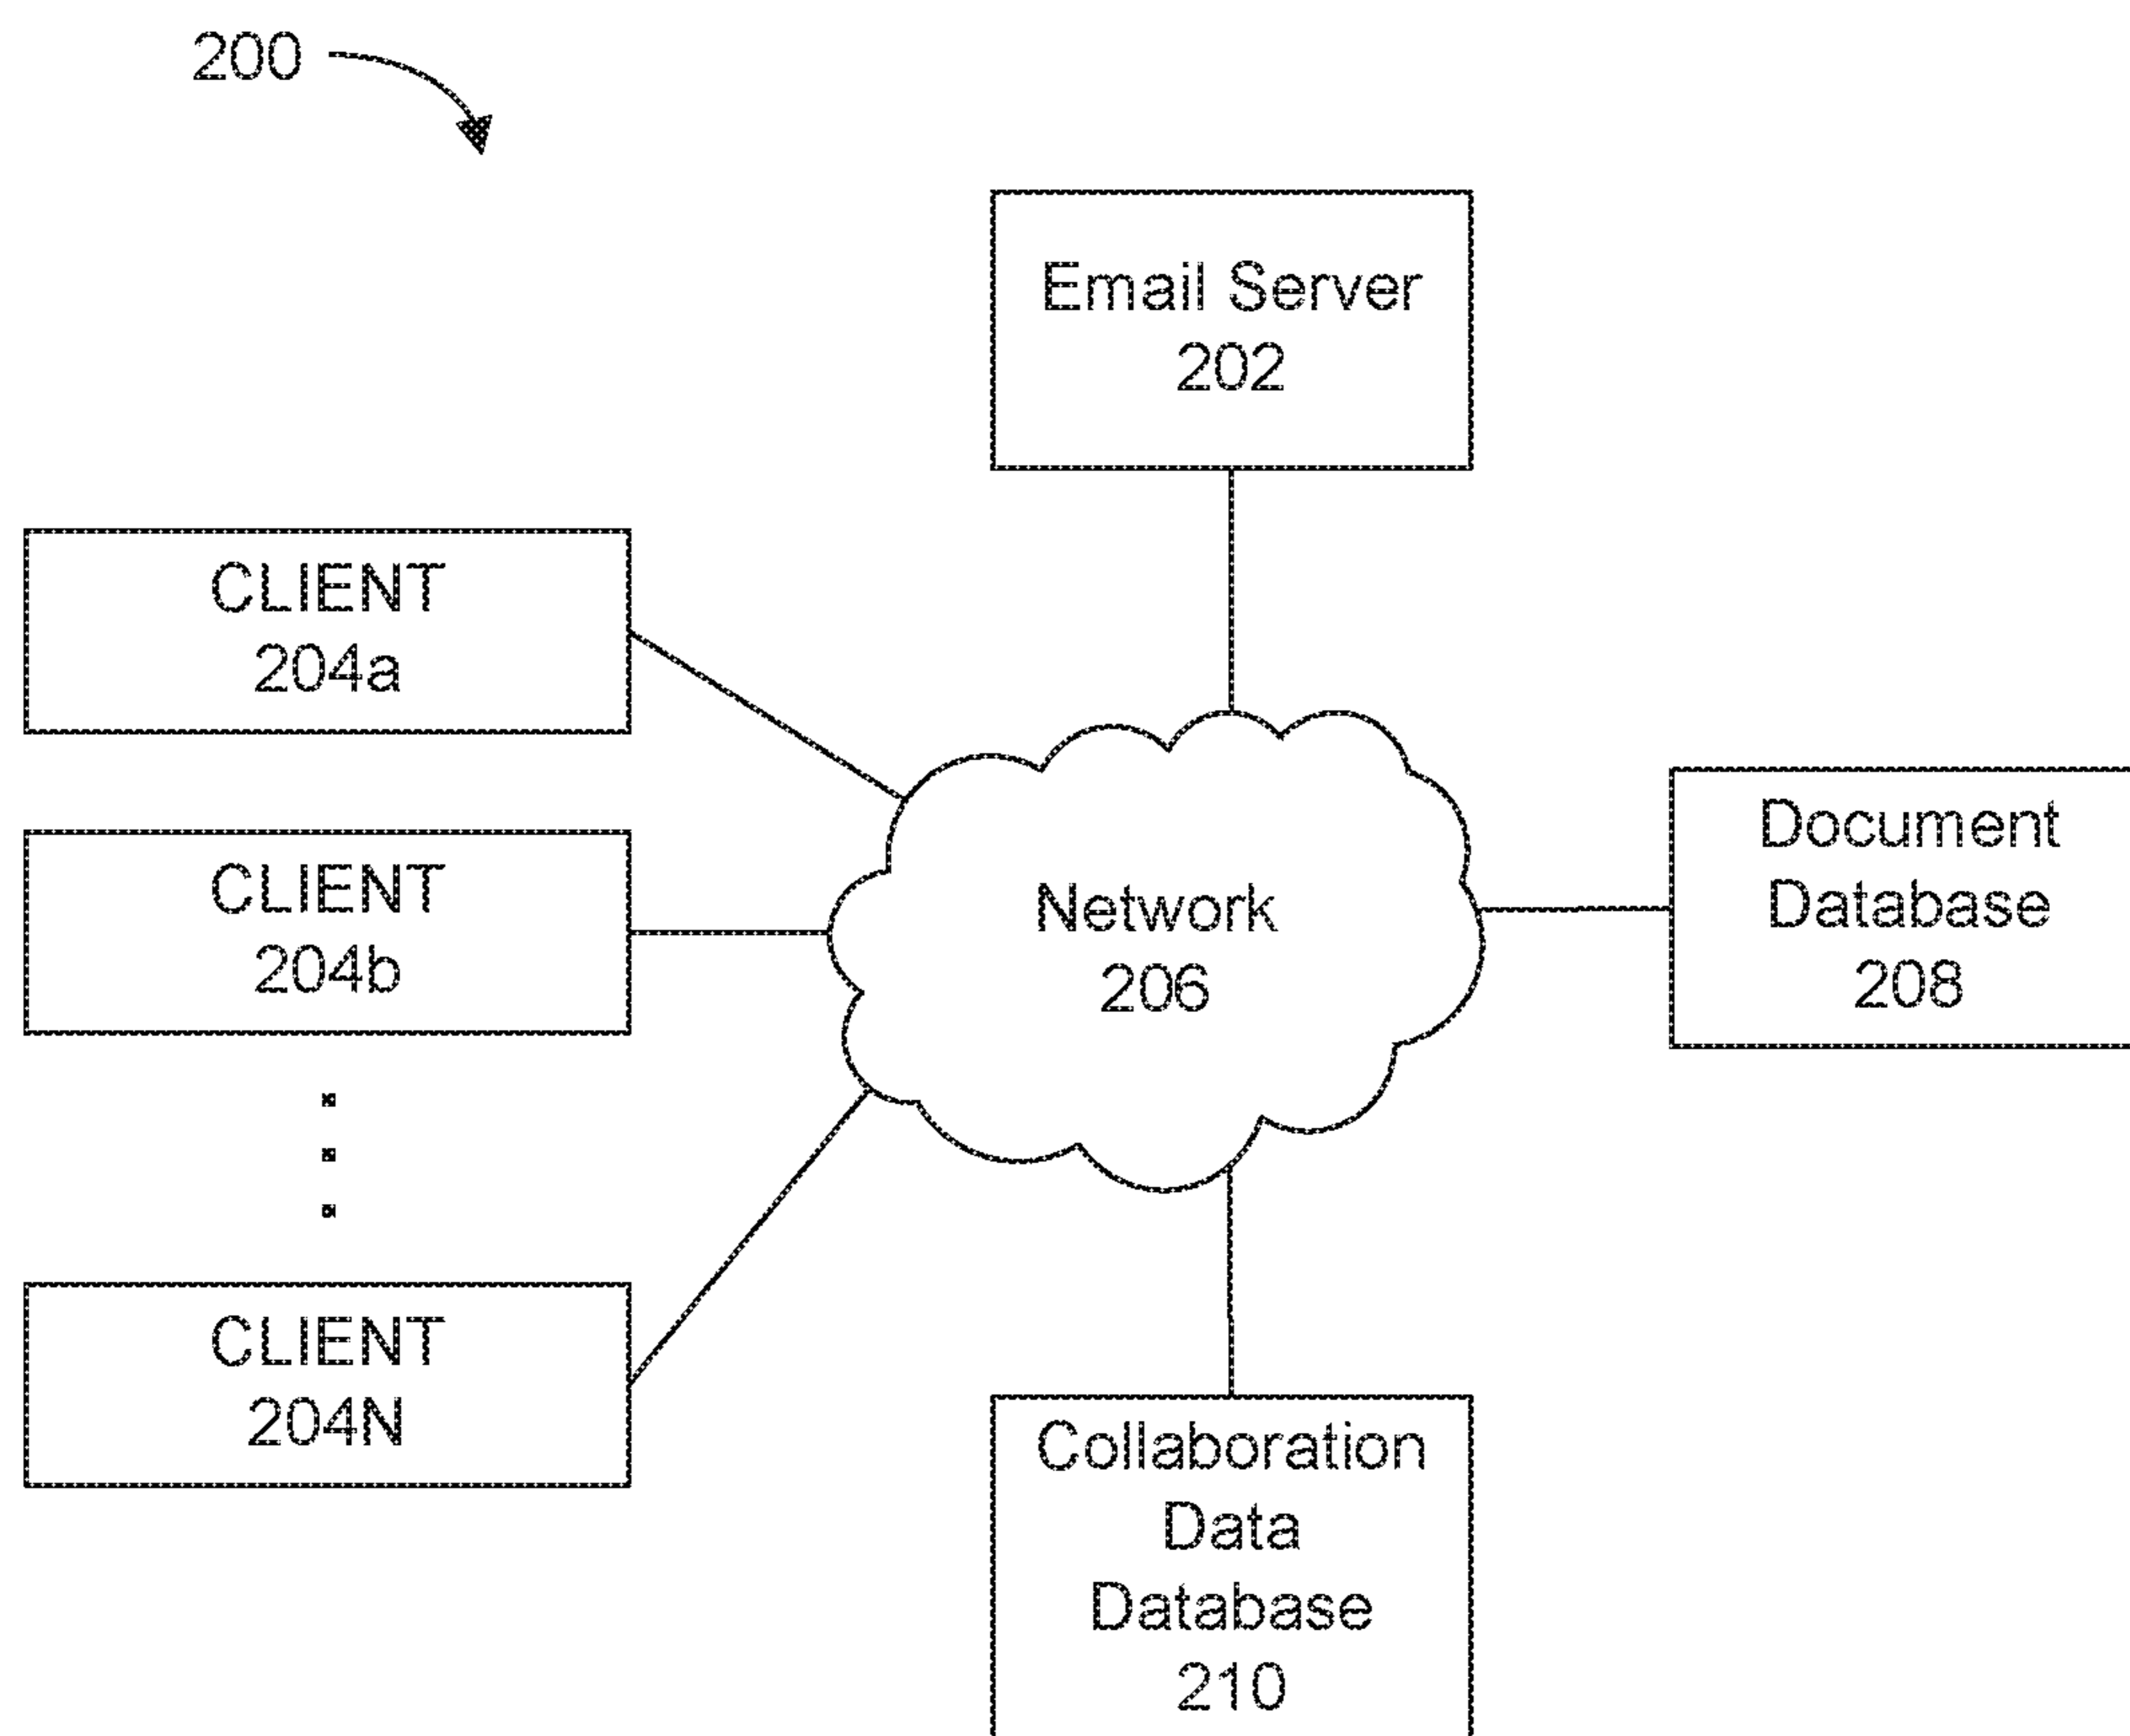 200
Email Server
202
CLIENT
204a
CLIENT
204b
CLIENT
204N
Network
206
Document
Database
208
Collaboration
Data
Database
210